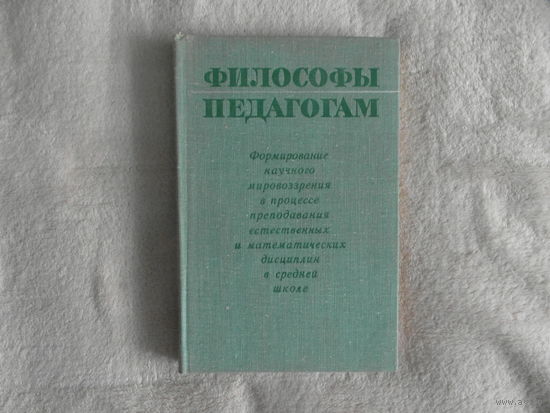 ФИЛОСОФЫ
ПЕДАГОГАМ
Формирование
научного
мировоззрения
в процессе
преподавания
естественных
и математических
дисциплин
в средней
школе